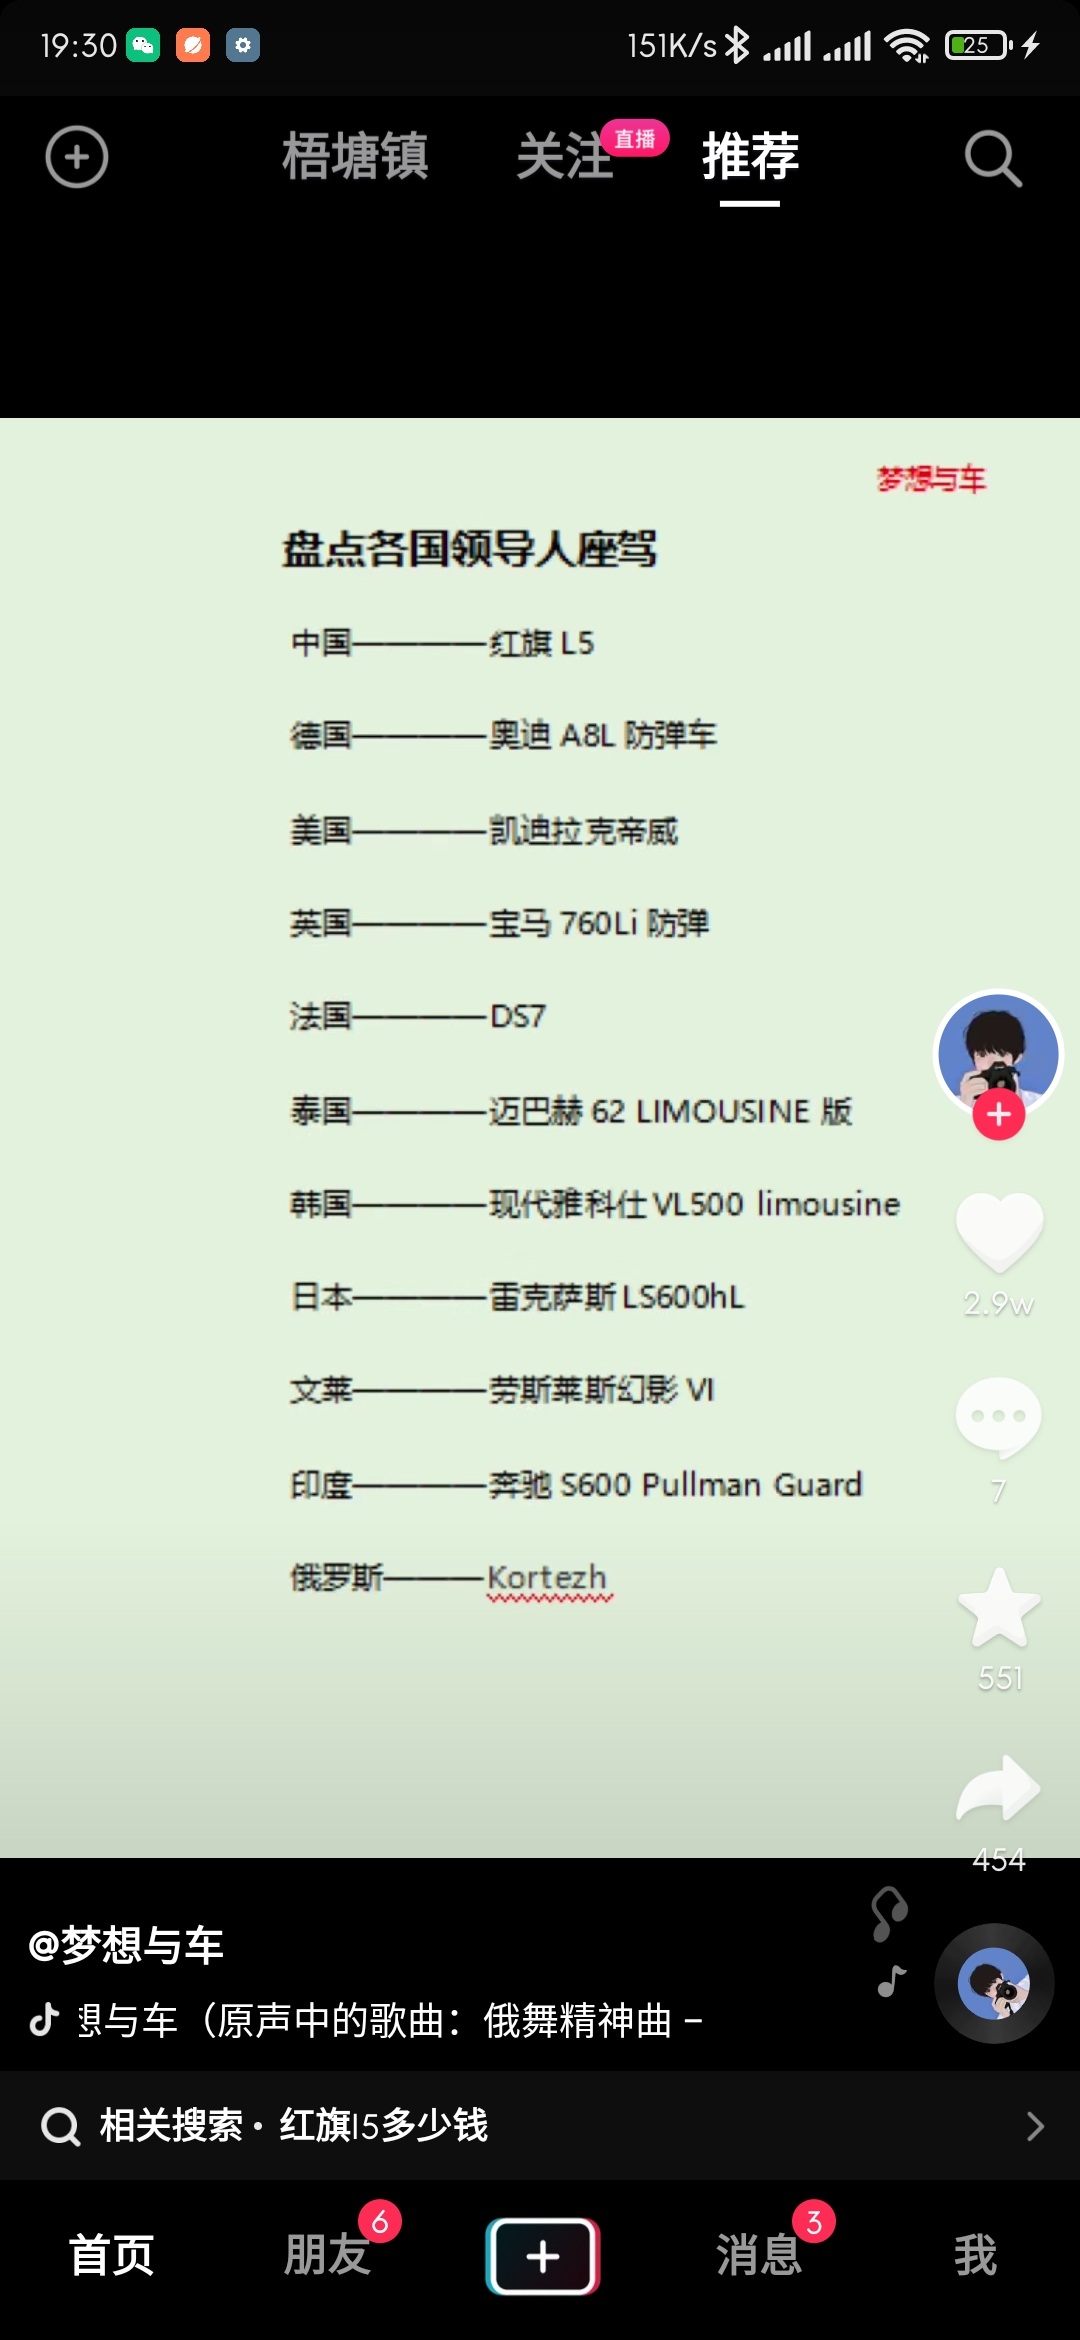 19:30
151K/s
25
梧塘镇
关注
直播
推荐
梦想与车
盘点各国领导人座驾
中国————红旗 L5
德国————奥迪 A8L 防弹车
美国————凯迪拉克帝威
英国————宝马 760Li 防弹
法国————DS7
泰国————迈巴赫 62 LIMOUSINE 版
韩国————现代雅科仕 VL500 limousine
日本————雷克萨斯 LS600hL
文莱————劳斯莱斯幻影 VI
印度————奔驰 S600 Pullman Guard
俄罗斯———Kortezh
2.9w
7
551
454
@梦想与车
想与车（原声中的歌曲：俄舞精神曲 –
相关搜索 · 红旗l5多少钱
首页
朋友
6
消息
3
我